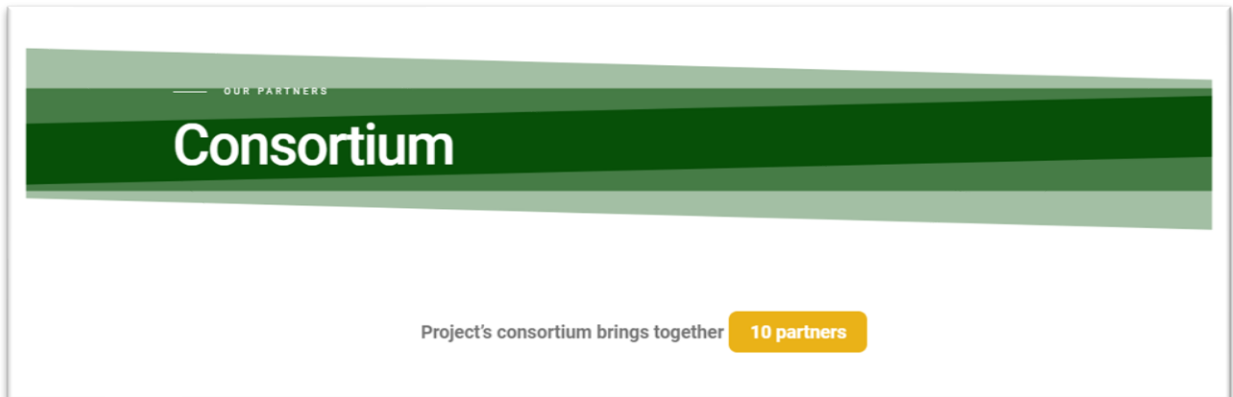 OUR PARTNERS
Consortium
Project's consortium brings together 10 partners